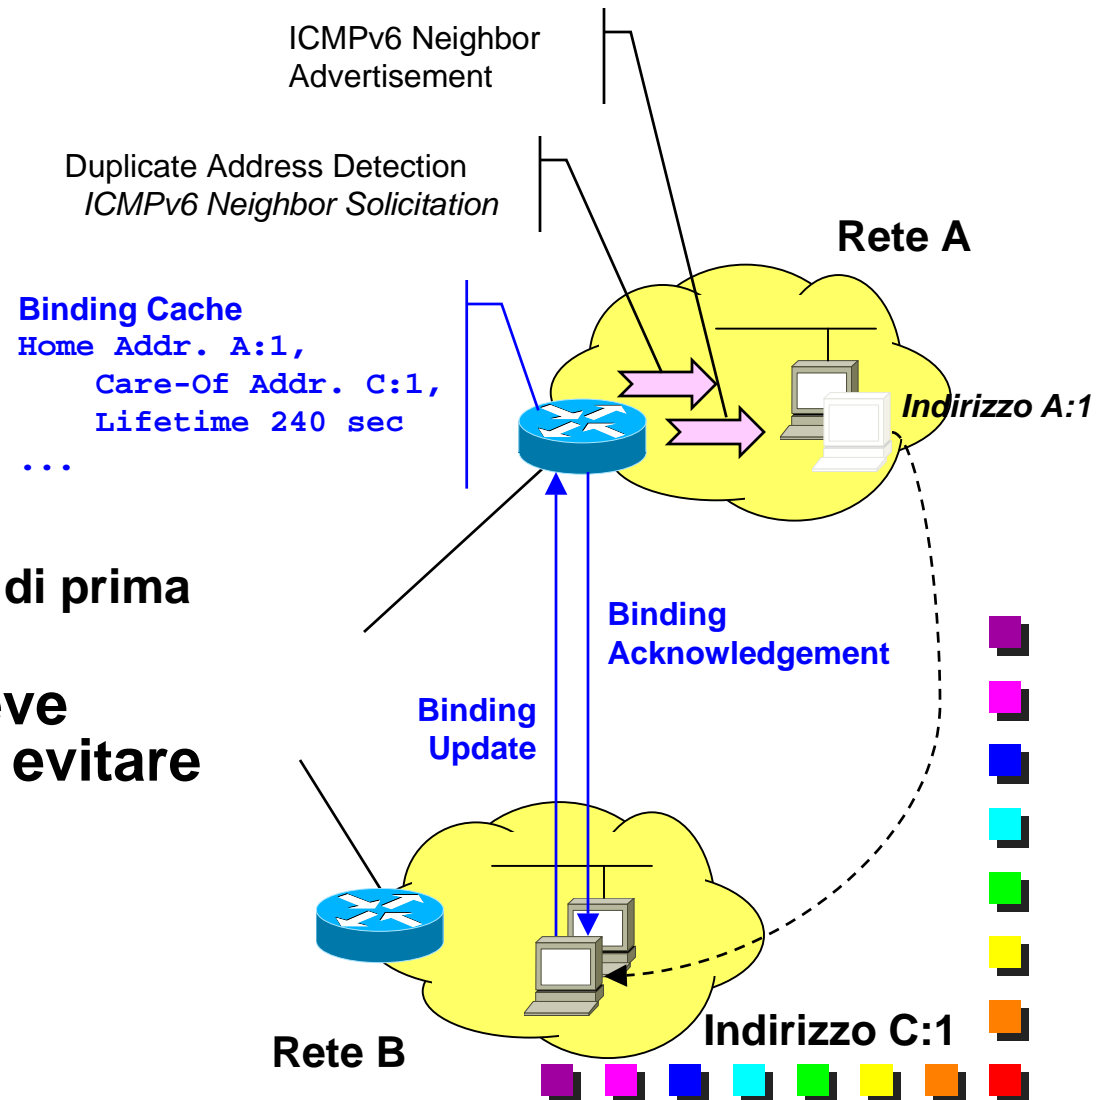 ICMPv6 Neighbor
Advertisement
Duplicate Address Detection
ICMPv6 Neighbor Solicitation
Rete A
Binding Cache
Home Addr. A:1,
Care-Of Addr. C:1,
Lifetime 240 sec
...
Indirizzo A:1
di prima
Binding
Acknowledgement
eve
evitare
Binding
Update
Indirizzo C:1
Rete B